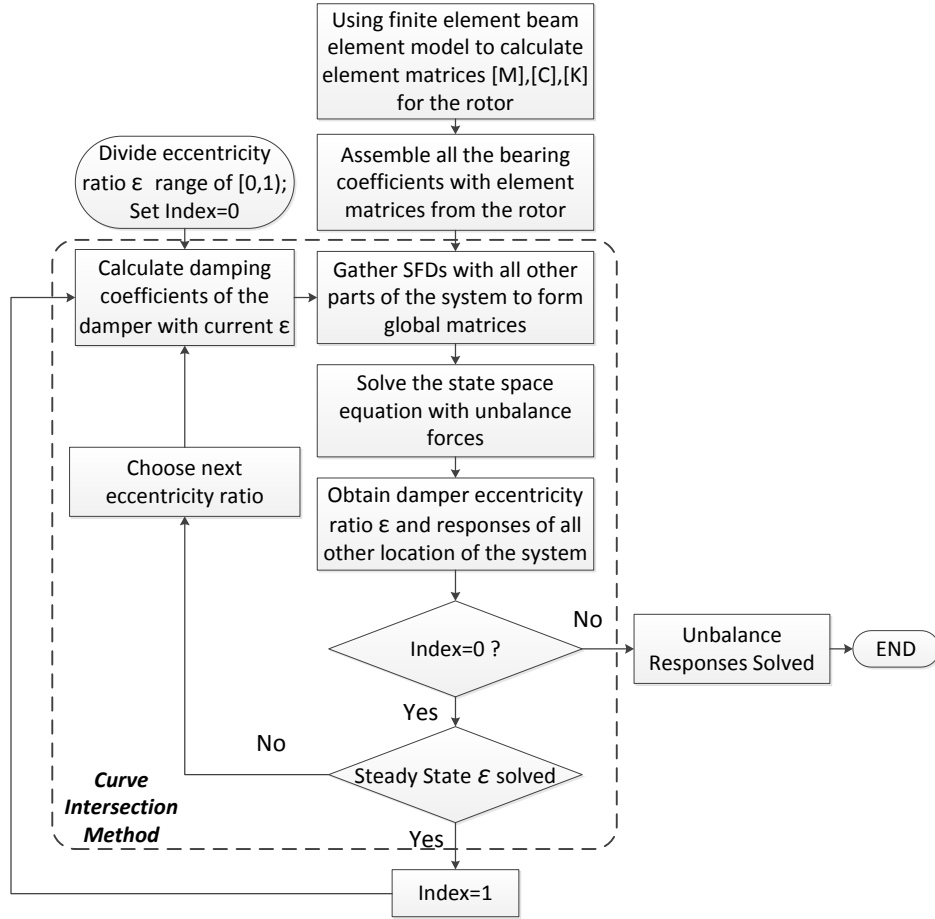 Using finite element beam
element model to calculate
element matrices [M],[C],[K]
for the rotor
Divide eccentricity
ratio ε range of [0,1);
Set Index=0
Assemble all the bearing
coefficients with element
matrices from the rotor
Calculate damping
coefficients of the
damper with current ε
Gather SFDs with all other
parts of the system to form
global matrices
Solve the state space
equation with unbalance
forces
Choose next
eccentricity ratio
Obtain damper eccentricity
ratio ε and responses of all
other location of the system
Index=0 ?
No
Unbalance
Responses Solved
END
Yes
Steady State ε solved
No
Curve
Intersection
Method
Yes
Index=1